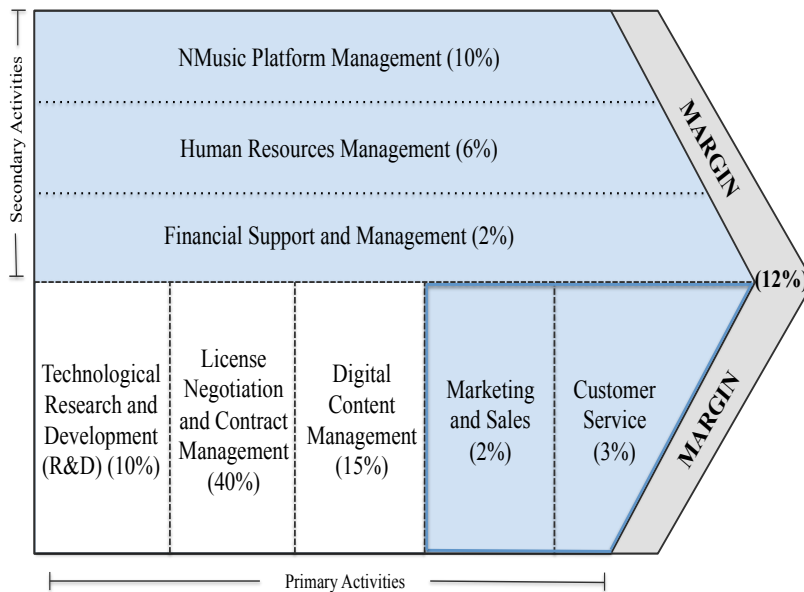 Secondary Activities
NMusic Platform Management (10%)
Human Resources Management (6%)
Financial Support and Management (2%)
MARGIN
(12%)
MARGIN
Technological
Research and
Development
(R&D) (10%)
License
Negotiation
and Contract
Management
(40%)
Digital
Content
Management
(15%)
Marketing
and Sales
(2%)
Customer
Service
(3%)
Primary Activities